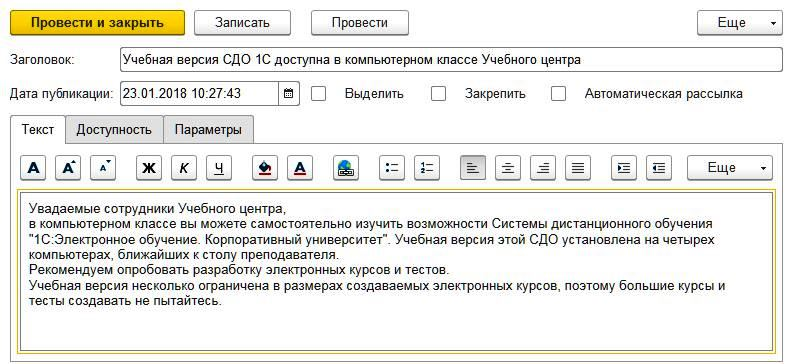 Провести и закрыть Записать Провести Еще
Заголовок: Учебная версия СДО 1С доступна в компьютерном классе Учебного центра
Дата публикации: 23.01.2018 10:27:43 Выделить Закрепить Автоматическая рассылка
Текст Доступность Параметры
А А А Ж К Ч А Еще
Увадаемые сотрудники Учебного центра,
в компьютерном классе вы можете самостоятельно изучить возможности Системы дистанционного обучения
"1С:Электронное обучение. Корпоративный университет". Учебная версия этой СДО установлена на четырех
компьютерах, ближайших к столу преподавателя.
Рекомендуем опробовать разработку электронных курсов и тестов.
Учебная версия несколько ограничена в размерах создаваемых электронных курсов, поэтому большие курсы и
тесты создавать не пытайтесь.